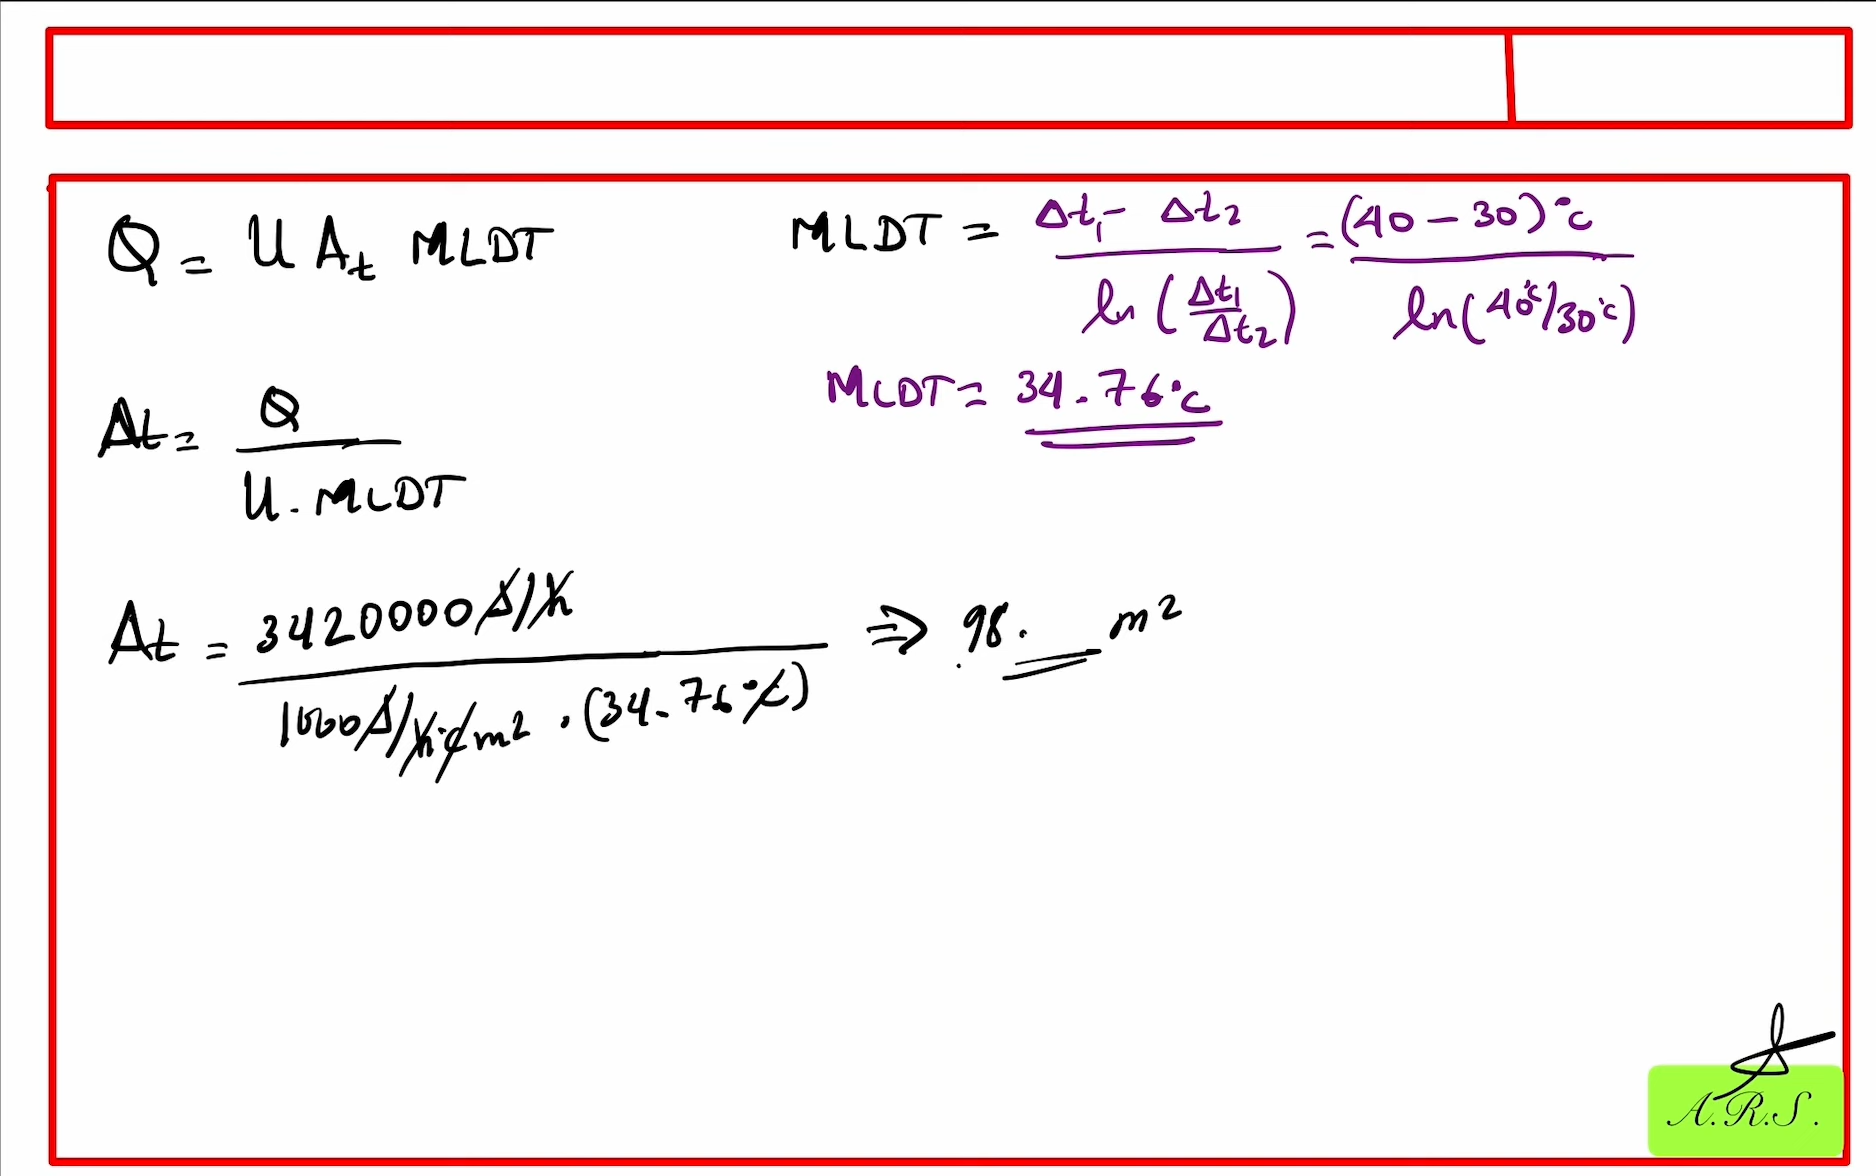 Q = U At MLDT
MLDT = Δt1 - Δt2 / ln (Δt1/Δt2) = (40 - 30)°c / ln(40°c/30°c)
MLDT = 34.76°c
At = Q / U. MLDT
At = 3420000 J/h / 1000 J/h°c m² . (34.76°c) ⇒ 98. m²
A.R.S.